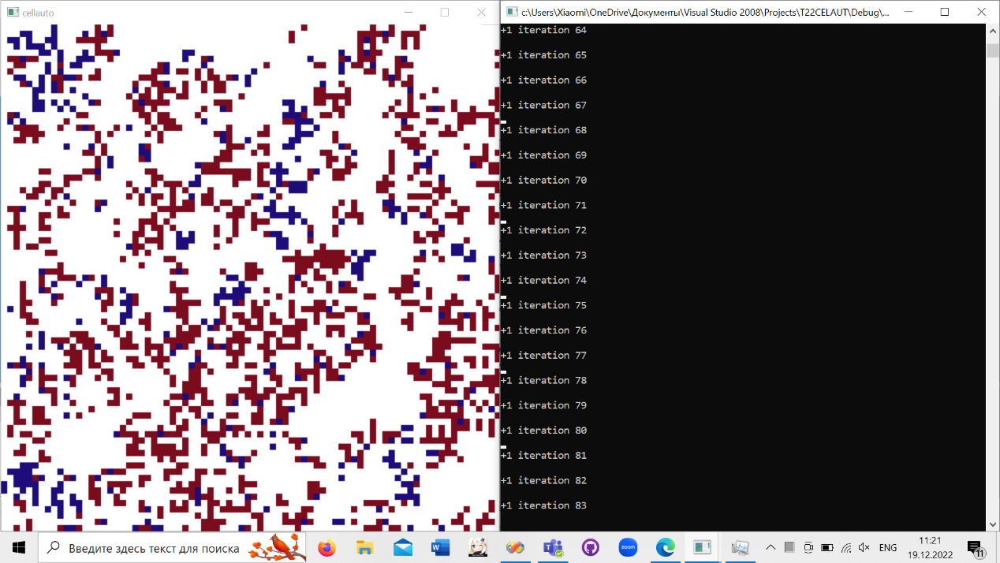 cellauto
c:\Users\Xiaomi\OneDrive\Документы\Visual Studio 2008\Projects\T22CELAUT\Debug\...
+1 iteration 64
+1 iteration 65
+1 iteration 66
+1 iteration 67
+1 iteration 68
+1 iteration 69
+1 iteration 70
+1 iteration 71
+1 iteration 72
+1 iteration 73
+1 iteration 74
+1 iteration 75
+1 iteration 76
+1 iteration 77
+1 iteration 78
+1 iteration 79
+1 iteration 80
+1 iteration 81
+1 iteration 82
+1 iteration 83
Введите здесь текст для поиска
W
zoom
ENG
11:21
19.12.2022
11